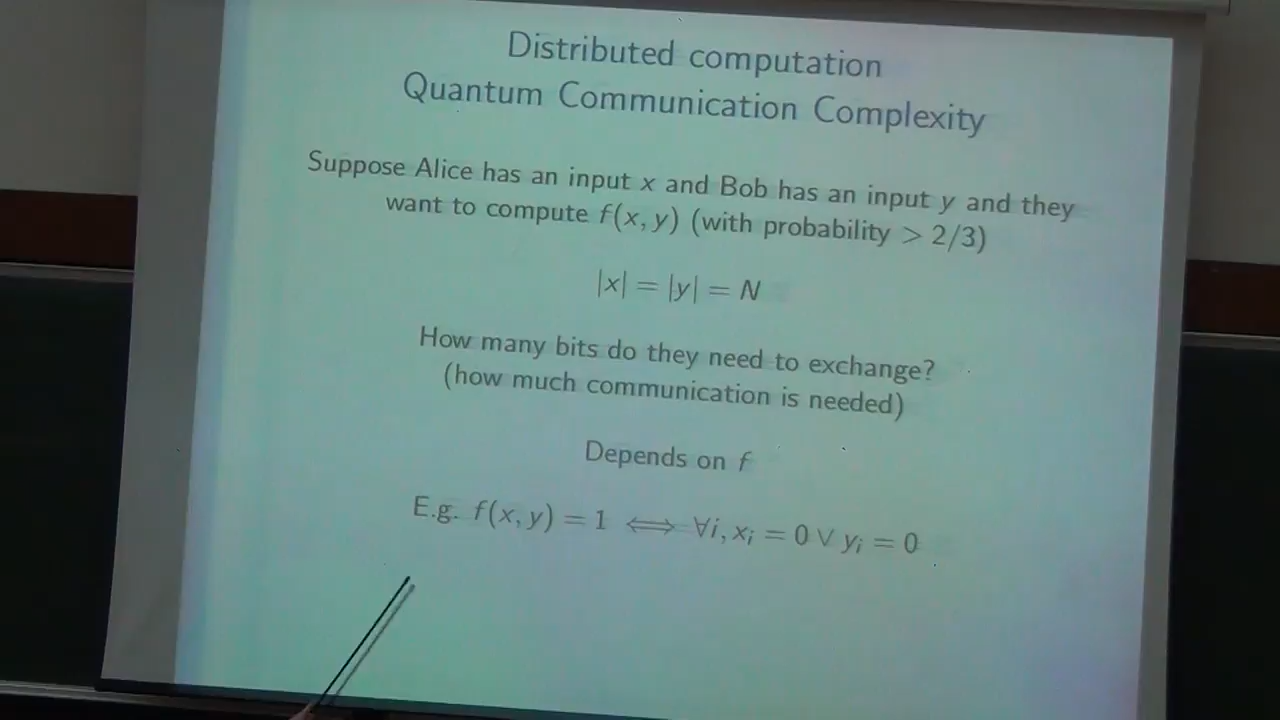 Distributed computation
Quantum Communication Complexity
Suppose Alice has an input x and Bob has an input y and they
want to compute f(x, y) (with probability > 2/3)
|x| = |y| = N
How many bits do they need to exchange?
(how much communication is needed)
Depends on f
E.g. f(x, y) = 1 ⟺ ∀i, xᵢ = 0 ∨ yᵢ = 0